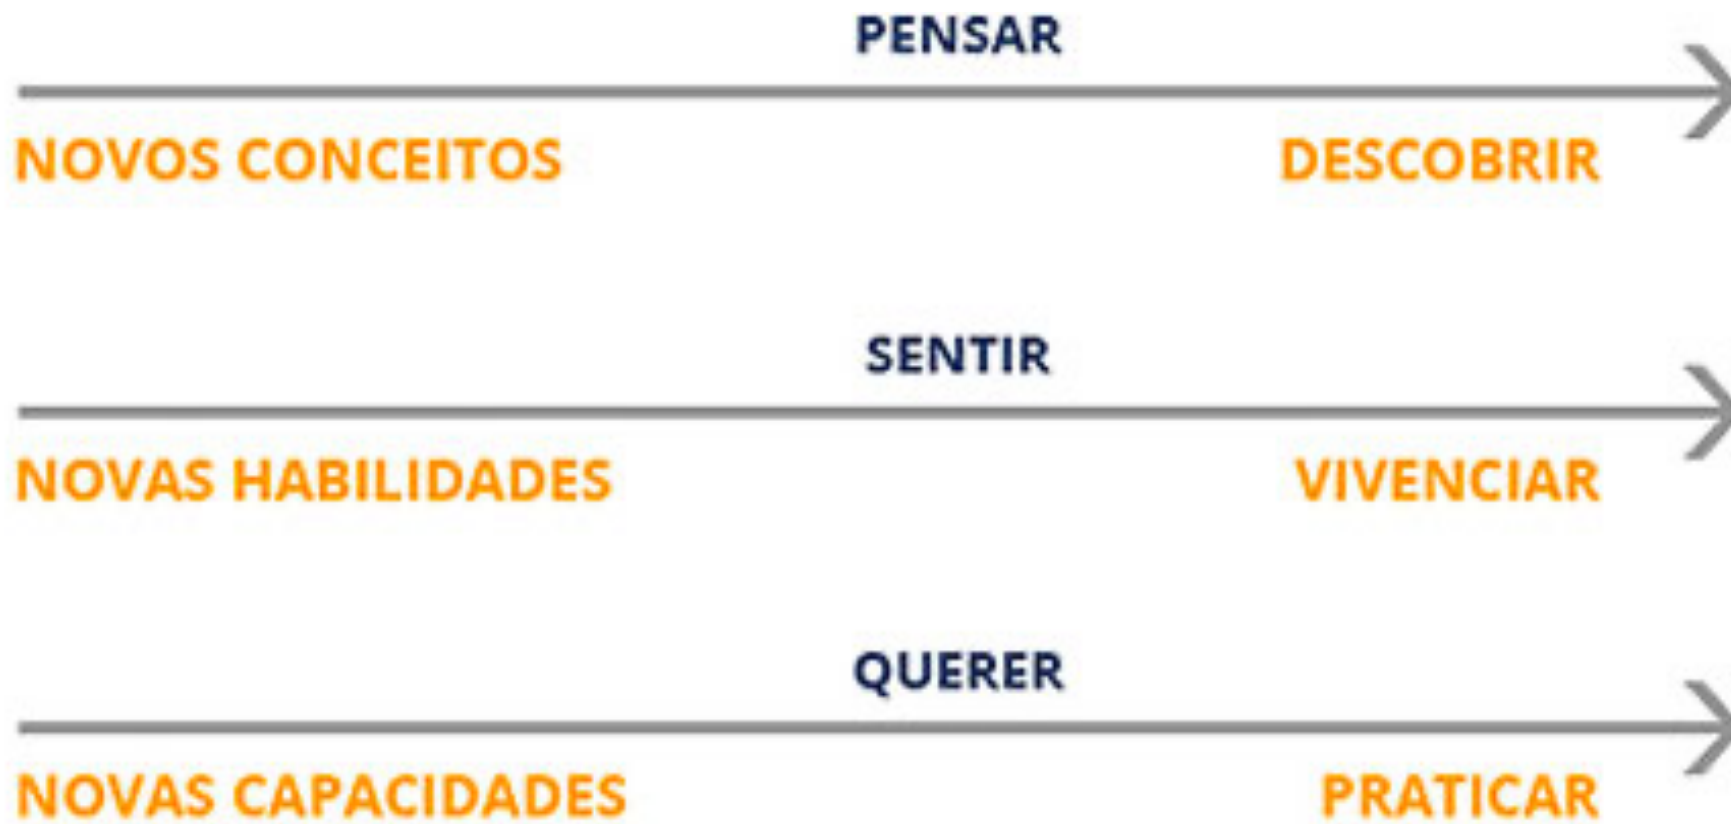 PENSAR
NOVOS CONCEITOS DESCOBRIR
SENTIR
NOVAS HABILIDADES VIVENCIAR
QUERER
NOVAS CAPACIDADES PRATICAR